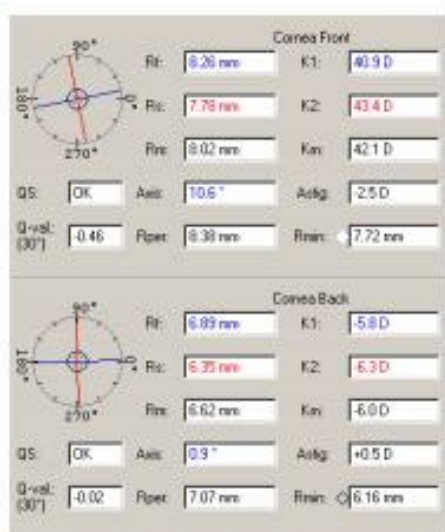 Cornea Front
90°
Rf: 8.26 mm K1: 40.9 D
180° 0° Rs: 7.78 mm K2: 43.4 D
270° Rm: 8.02 mm Km: 42.1 D
QS: OK Axis: 10.6° Astig: -2.5 D
Q-val. (30°) -0.46 Rper: 8.38 mm Rmin: 7.72 mm
Cornea Back
90°
Rf: 6.89 mm K1: -5.8 D
180° 0° Rs: 6.35 mm K2: -6.3 D
270° Rm: 6.62 mm Km: -6.0 D
QS: OK Axis: 0.9° Astig: +0.5 D
Q-val. (30°) -0.02 Rper: 7.07 mm Rmin: 6.16 mm